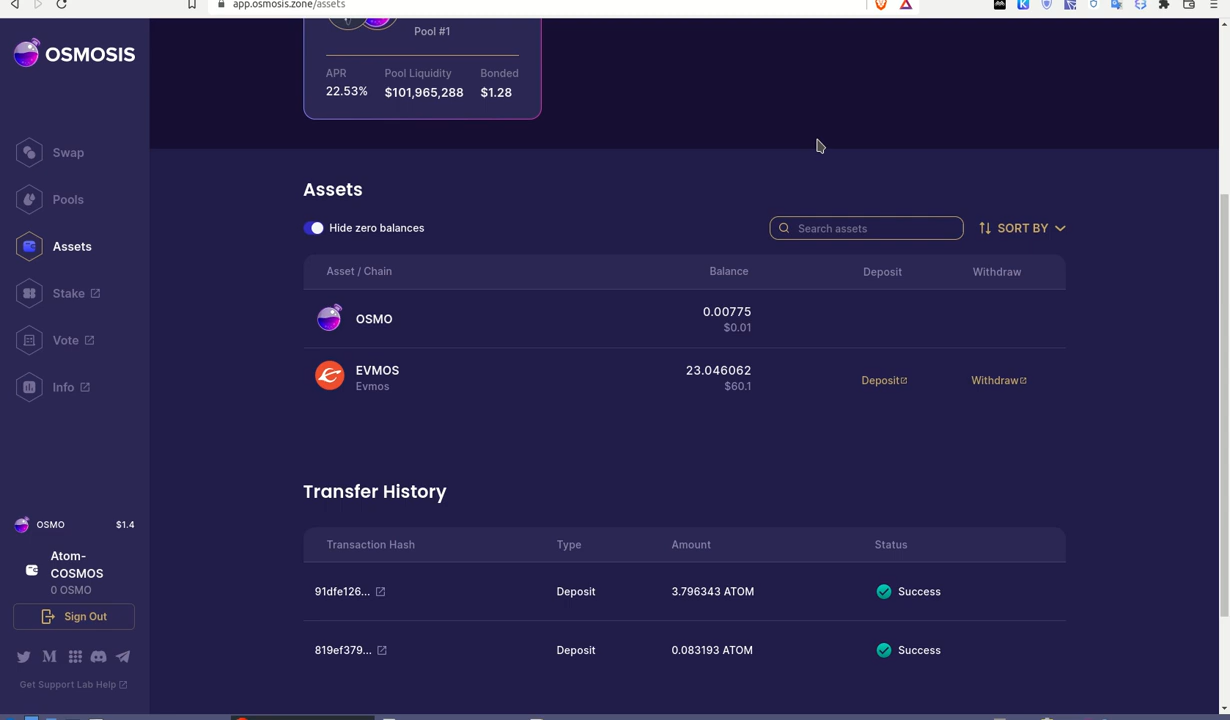 app.osmosis.zone/assets
OSMOSIS
Swap
Pools
Assets
Stake
Vote
Info
OSMO $1.4
Atom-
COSMOS
0 OSMO
Sign Out
Get Support Lab Help
Pool #1
APR Pool Liquidity Bonded
22.53% $101,965,288 $1.28
Assets
Hide zero balances
Search assets
SORT BY
Asset / Chain Balance Deposit Withdraw
OSMO 0.00775
$0.01
EVMOS 23.046062
Evmos $60.1
Deposit Withdraw
Transfer History
Transaction Hash Type Amount Status
91dfe126... Deposit 3.796343 ATOM Success
819ef379... Deposit 0.083193 ATOM Success